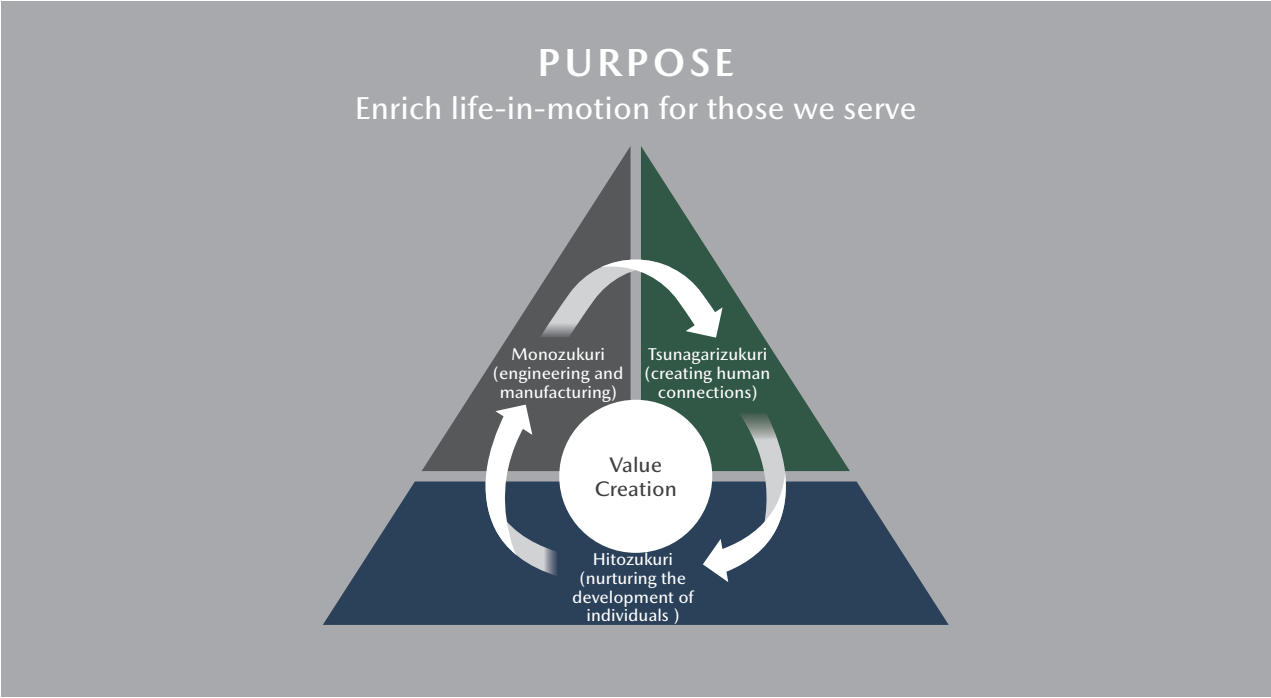 PURPOSE
Enrich life-in-motion for those we serve
Monozukuri
(engineering and
manufacturing)
Tsunagarizukuri
(creating human
connections)
Value
Creation
Hitozukuri
(nurturing the
development of
individuals )